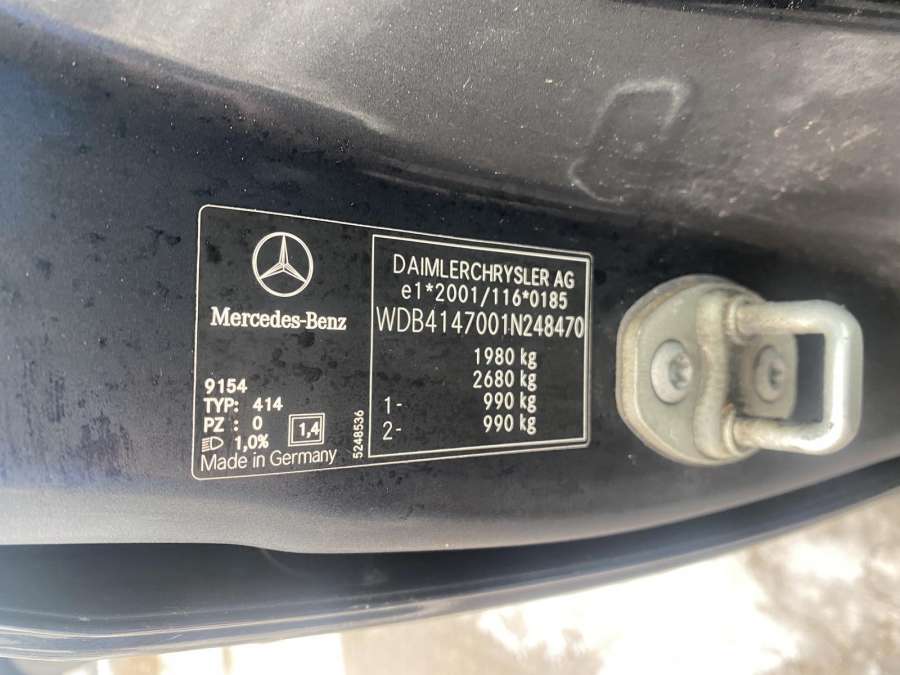 Mercedes-Benz
9154
TYP: 414
PZ : 0
1,0%
1,4
Made in Germany
5248536
DAIMLERCHRYSLER AG
e1*2001/116*0185
WDB4147001N248470
1980 kg
2680 kg
1- 990 kg
2- 990 kg